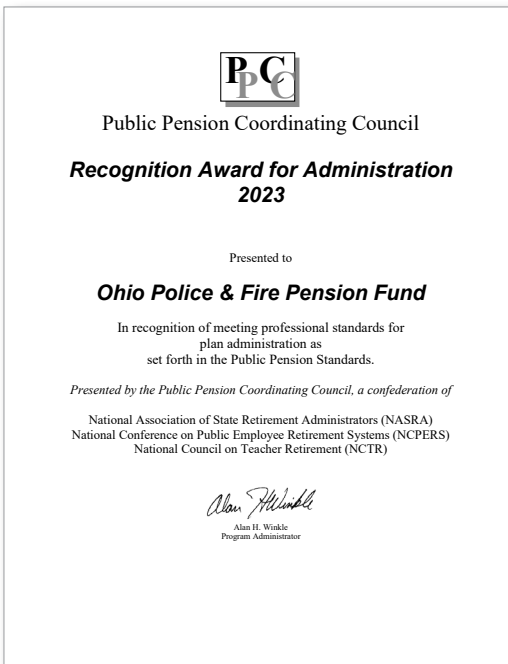 PPCC
Public Pension Coordinating Council
Recognition Award for Administration
2023
Presented to
Ohio Police & Fire Pension Fund
In recognition of meeting professional standards for
plan administration as
set forth in the Public Pension Standards.
Presented by the Public Pension Coordinating Council, a confederation of
National Association of State Retirement Administrators (NASRA)
National Conference on Public Employee Retirement Systems (NCPERS)
National Council on Teacher Retirement (NCTR)
Alan H Winkle
Alan H. Winkle
Program Administrator